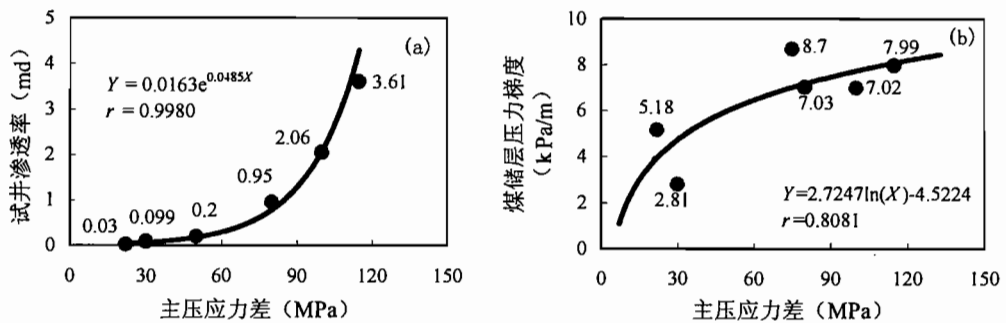 (a)
试井渗透率（md）
5
4
3
2
1
0
Y = 0.0163e^0.0485X
r = 0.9980
3.61
2.06
0.95
0.2
0.099
0.03
0 30 60 90 120 150
主压应力差（MPa）
(b)
煤储层压力梯度
（kPa/m）
10
8
6
4
2
0
8.7
7.99
5.18
7.03
7.02
2.81
Y=2.7247ln(X)-4.5224
r=0.8081
0 30 60 90 120 150
主压应力差（MPa）